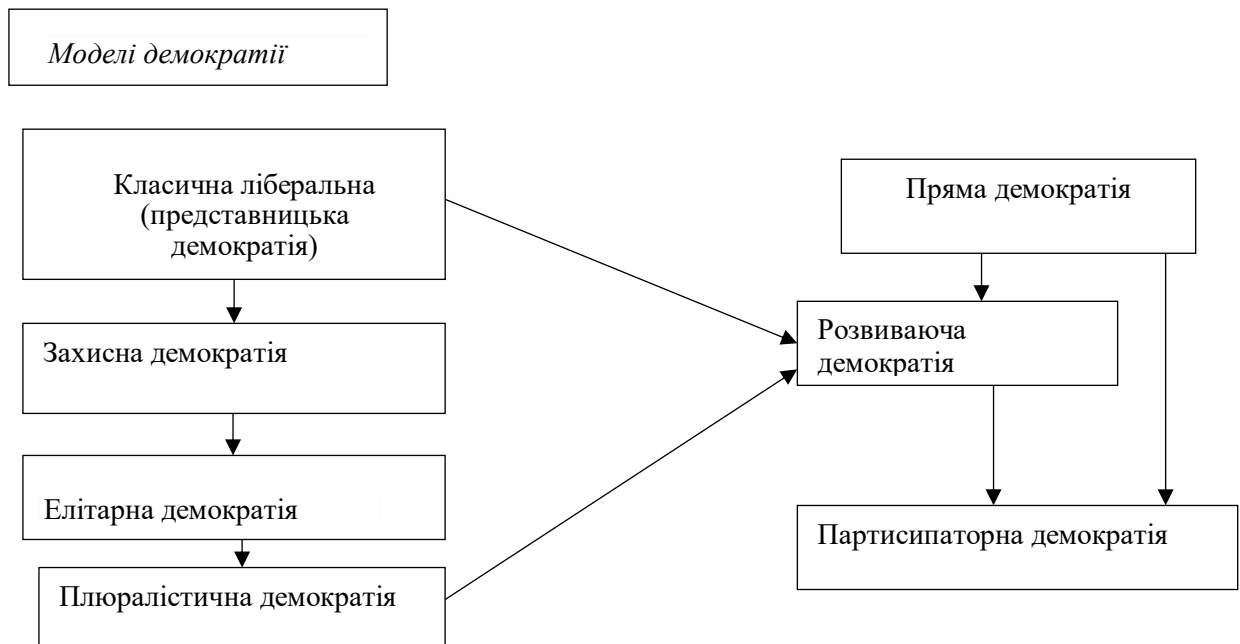 Моделі демократії
Класична ліберальна
(представницька
демократія)
Пряма демократія
Захисна демократія
Розвиваюча
демократія
Елітарна демократія
Партисипаторна демократія
Плюралістична демократія